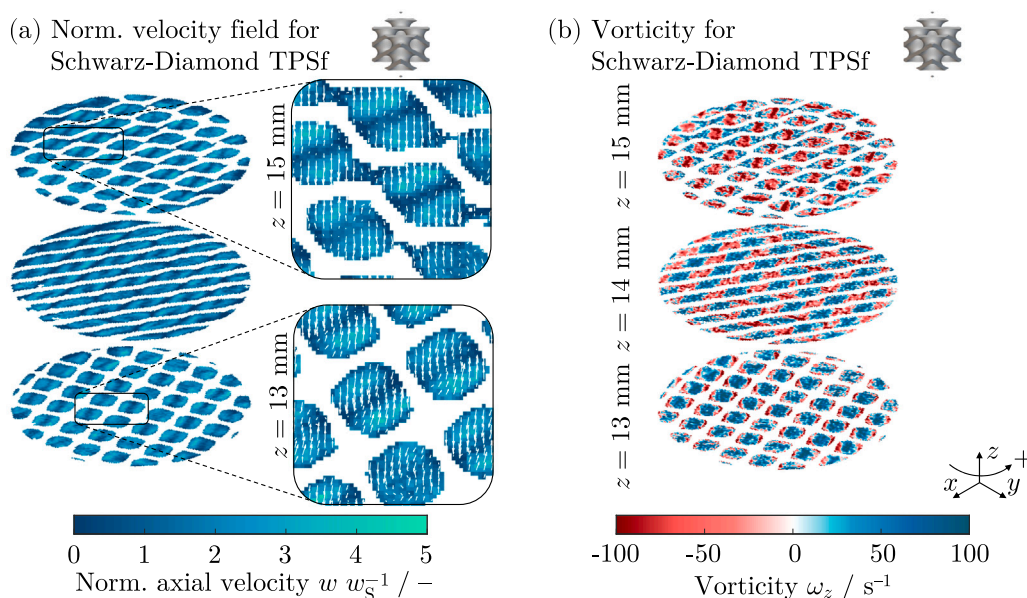 (a) Norm. velocity field for
Schwarz-Diamond TPSf
z = 15 mm
z = 13 mm
0 1 2 3 4 5
Norm. axial velocity w w_S^{-1} / −
(b) Vorticity for
Schwarz-Diamond TPSf
z = 15 mm
z = 14 mm
z = 13 mm
z
+
x
y
-100 -50 0 50 100
Vorticity ω_z / s⁻¹